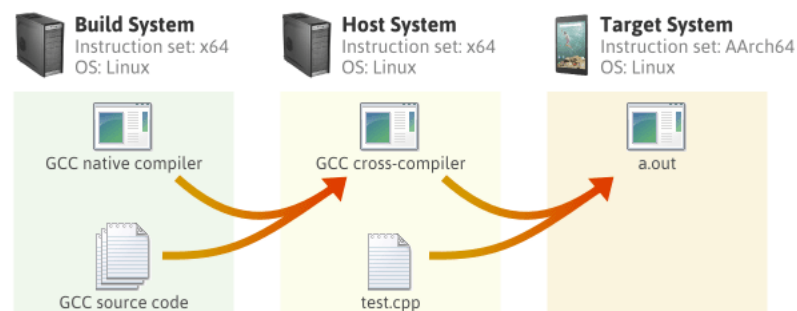 Build System
Instruction set: x64
OS: Linux
Host System
Instruction set: x64
OS: Linux
Target System
Instruction set: AArch64
OS: Linux
GCC native compiler
GCC cross-compiler
a.out
GCC source code
test.cpp